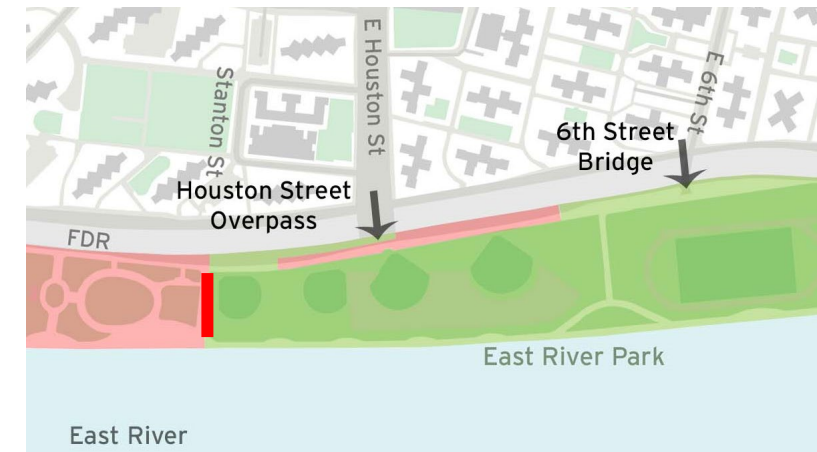 E Houston St
E 6th St
Stanton St
6th Street
Bridge
Houston Street
Overpass
FDR
East River Park
East River